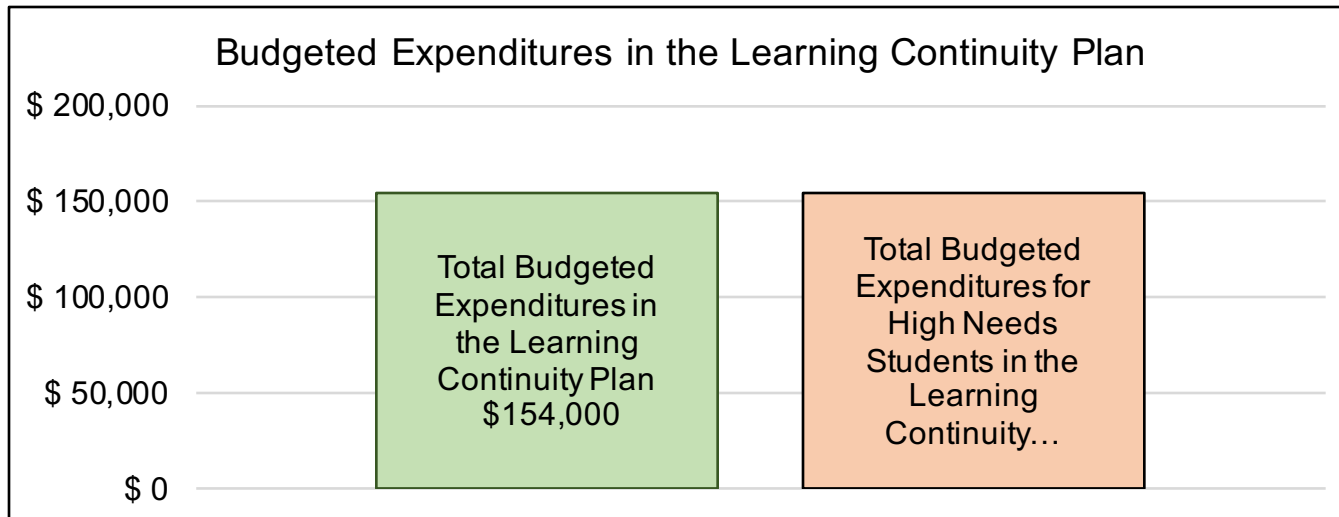 Budgeted Expenditures in the Learning Continuity Plan
$ 200,000
$ 150,000
$ 100,000
$ 50,000
$ 0
Total Budgeted
Expenditures in
the Learning
Continuity Plan
$154,000
Total Budgeted
Expenditures for
High Needs
Students in the
Learning
Continuity…